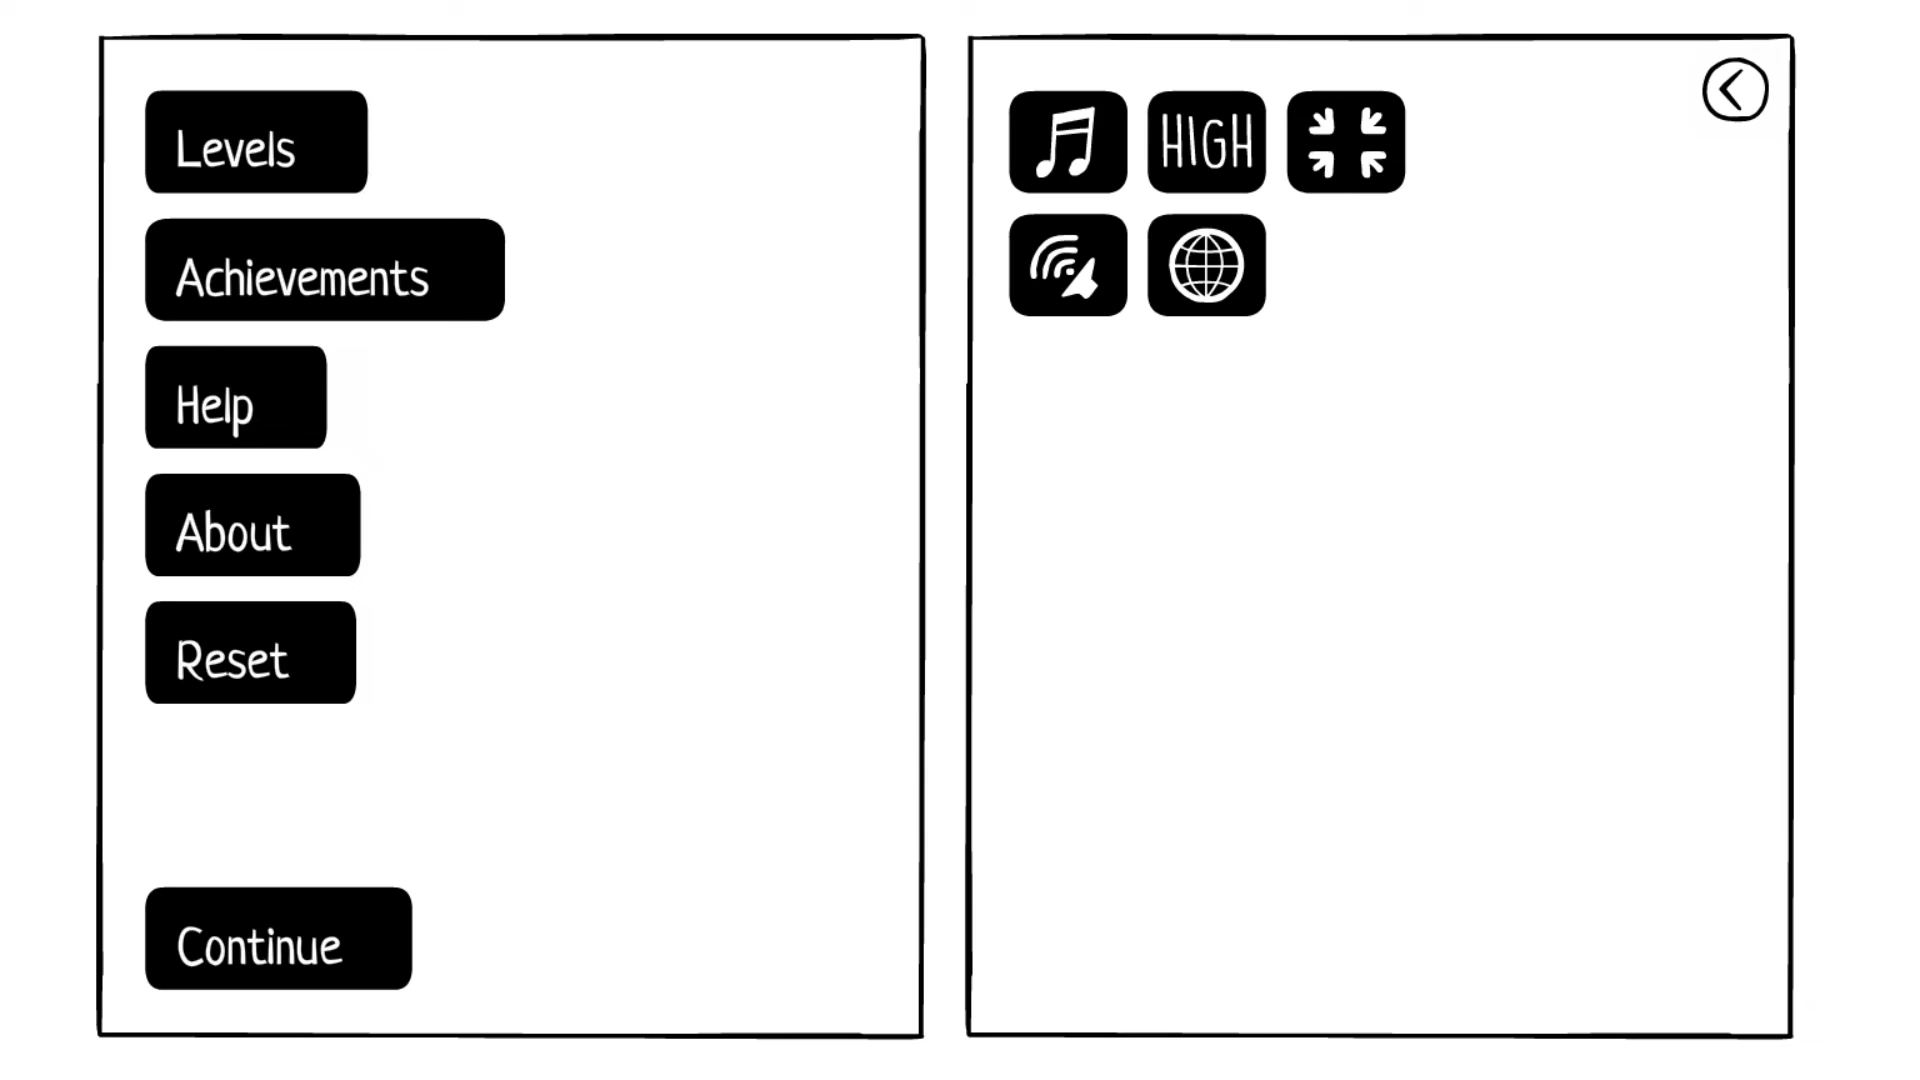 Levels
Achievements
Help
About
Reset
Continue
HIGH